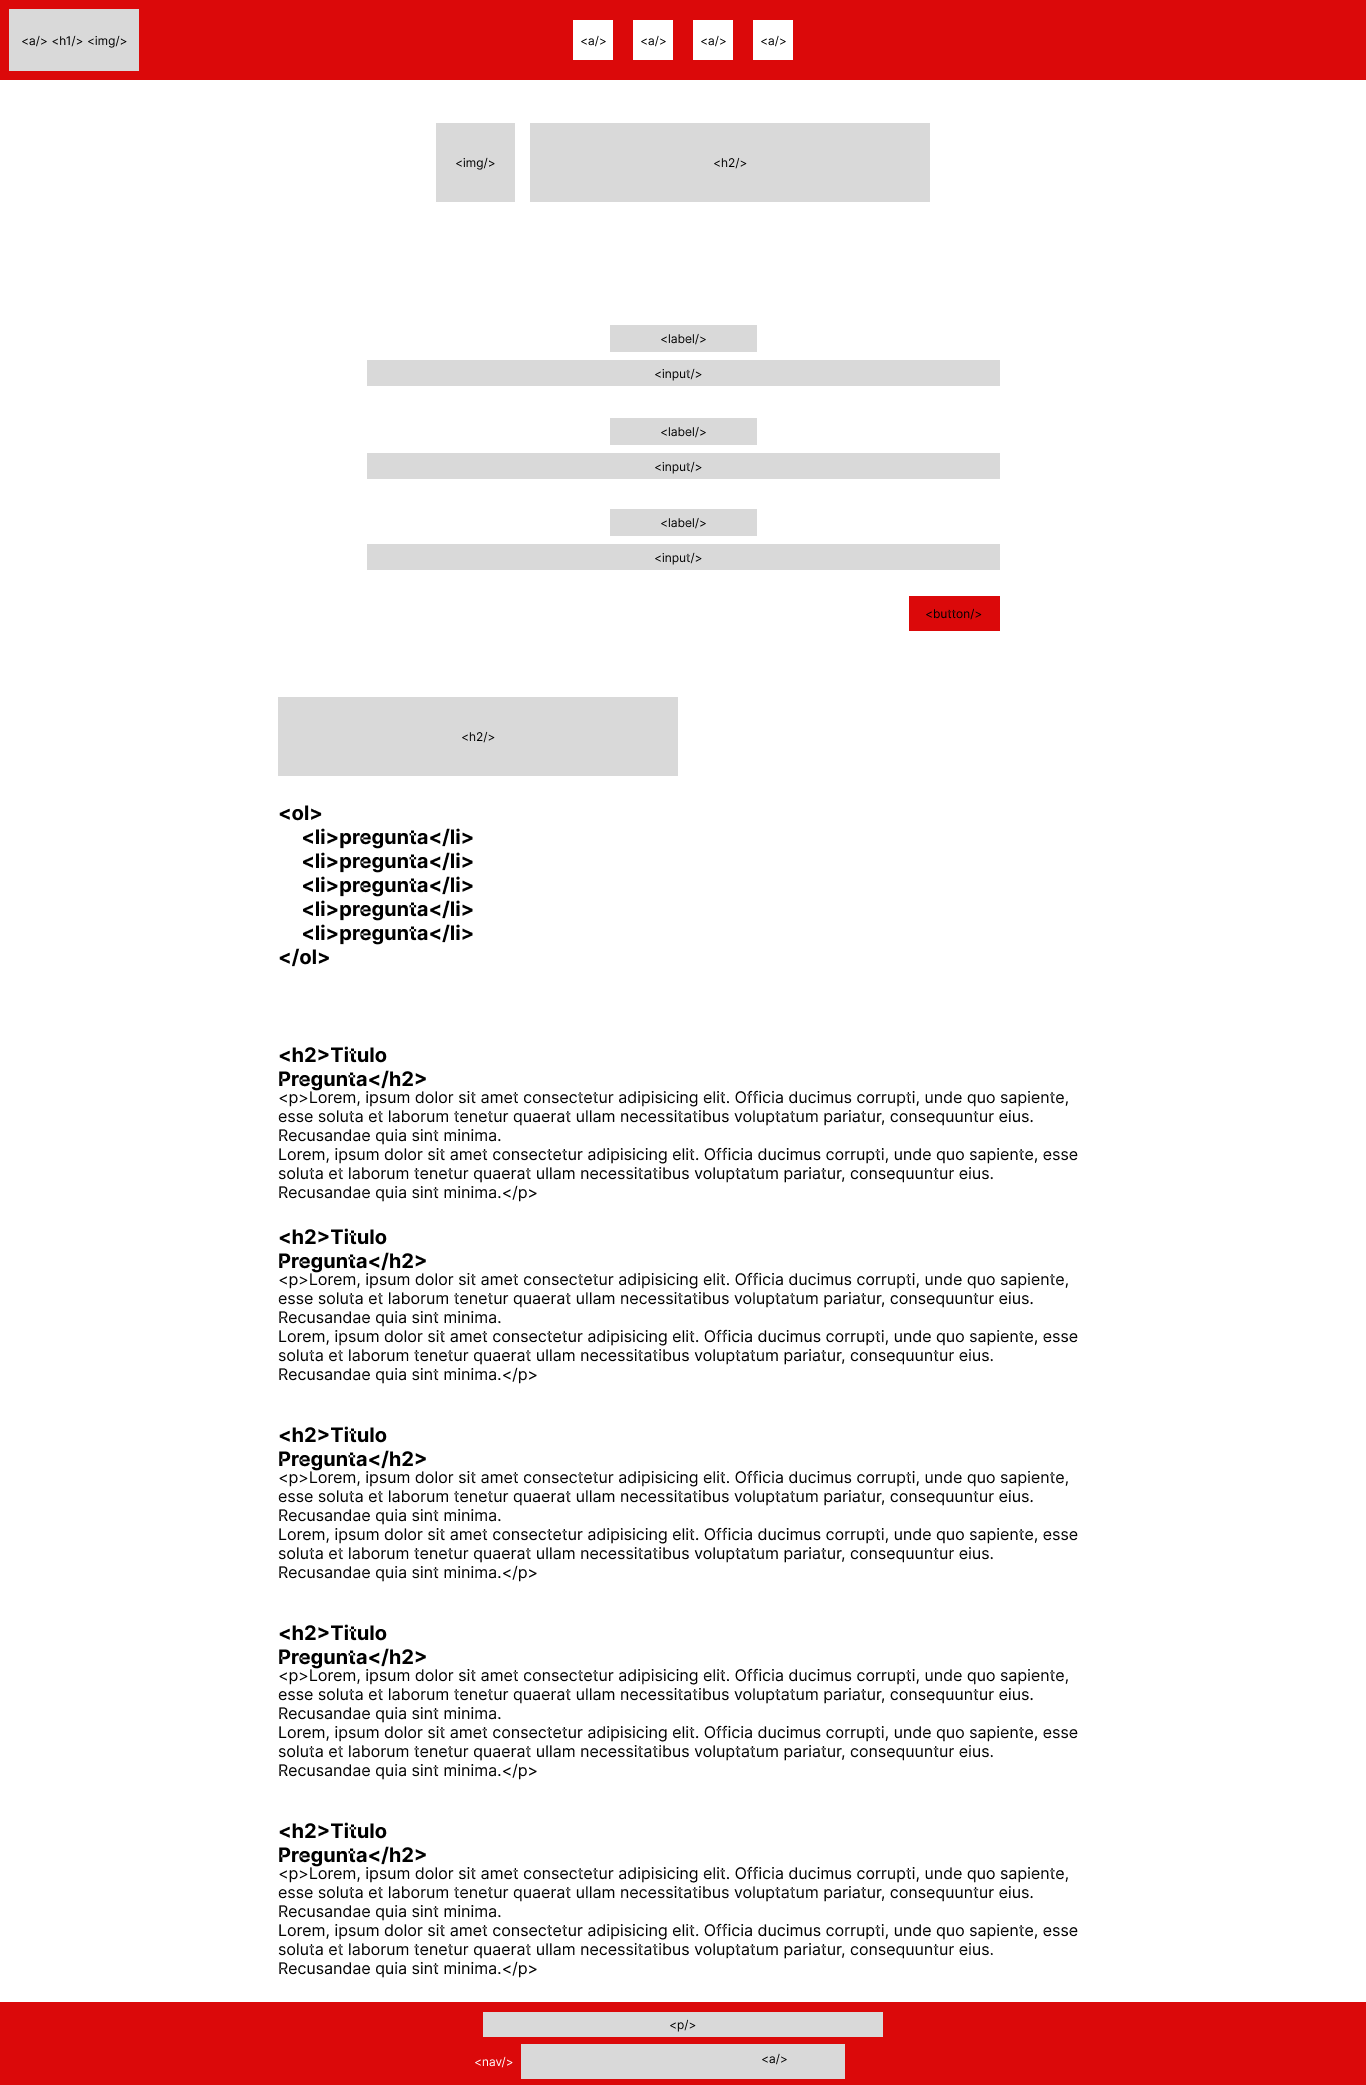 <a/> <h1/> <img/>
<a/> <a/> <a/> <a/>
<img/> <h2/>
<label/>
<input/>
<label/>
<input/>
<label/>
<input/>
<button/>
<h2/>
<ol>
<li>pregunta</li>
<li>pregunta</li>
<li>pregunta</li>
<li>pregunta</li>
<li>pregunta</li>
</ol>
<h2>Titulo
Pregunta</h2>
<p>Lorem, ipsum dolor sit amet consectetur adipisicing elit. Officia ducimus corrupti, unde quo sapiente,
esse soluta et laborum tenetur quaerat ullam necessitatibus voluptatum pariatur, consequuntur eius.
Recusandae quia sint minima.
Lorem, ipsum dolor sit amet consectetur adipisicing elit. Officia ducimus corrupti, unde quo sapiente, esse
soluta et laborum tenetur quaerat ullam necessitatibus voluptatum pariatur, consequuntur eius.
Recusandae quia sint minima.</p>
<h2>Titulo
Pregunta</h2>
<p>Lorem, ipsum dolor sit amet consectetur adipisicing elit. Officia ducimus corrupti, unde quo sapiente,
esse soluta et laborum tenetur quaerat ullam necessitatibus voluptatum pariatur, consequuntur eius.
Recusandae quia sint minima.
Lorem, ipsum dolor sit amet consectetur adipisicing elit. Officia ducimus corrupti, unde quo sapiente, esse
soluta et laborum tenetur quaerat ullam necessitatibus voluptatum pariatur, consequuntur eius.
Recusandae quia sint minima.</p>
<h2>Titulo
Pregunta</h2>
<p>Lorem, ipsum dolor sit amet consectetur adipisicing elit. Officia ducimus corrupti, unde quo sapiente,
esse soluta et laborum tenetur quaerat ullam necessitatibus voluptatum pariatur, consequuntur eius.
Recusandae quia sint minima.
Lorem, ipsum dolor sit amet consectetur adipisicing elit. Officia ducimus corrupti, unde quo sapiente, esse
soluta et laborum tenetur quaerat ullam necessitatibus voluptatum pariatur, consequuntur eius.
Recusandae quia sint minima.</p>
<h2>Titulo
Pregunta</h2>
<p>Lorem, ipsum dolor sit amet consectetur adipisicing elit. Officia ducimus corrupti, unde quo sapiente,
esse soluta et laborum tenetur quaerat ullam necessitatibus voluptatum pariatur, consequuntur eius.
Recusandae quia sint minima.
Lorem, ipsum dolor sit amet consectetur adipisicing elit. Officia ducimus corrupti, unde quo sapiente, esse
soluta et laborum tenetur quaerat ullam necessitatibus voluptatum pariatur, consequuntur eius.
Recusandae quia sint minima.</p>
<h2>Titulo
Pregunta</h2>
<p>Lorem, ipsum dolor sit amet consectetur adipisicing elit. Officia ducimus corrupti, unde quo sapiente,
esse soluta et laborum tenetur quaerat ullam necessitatibus voluptatum pariatur, consequuntur eius.
Recusandae quia sint minima.
Lorem, ipsum dolor sit amet consectetur adipisicing elit. Officia ducimus corrupti, unde quo sapiente, esse
soluta et laborum tenetur quaerat ullam necessitatibus voluptatum pariatur, consequuntur eius.
Recusandae quia sint minima.</p>
<p/>
<nav/> <a/>